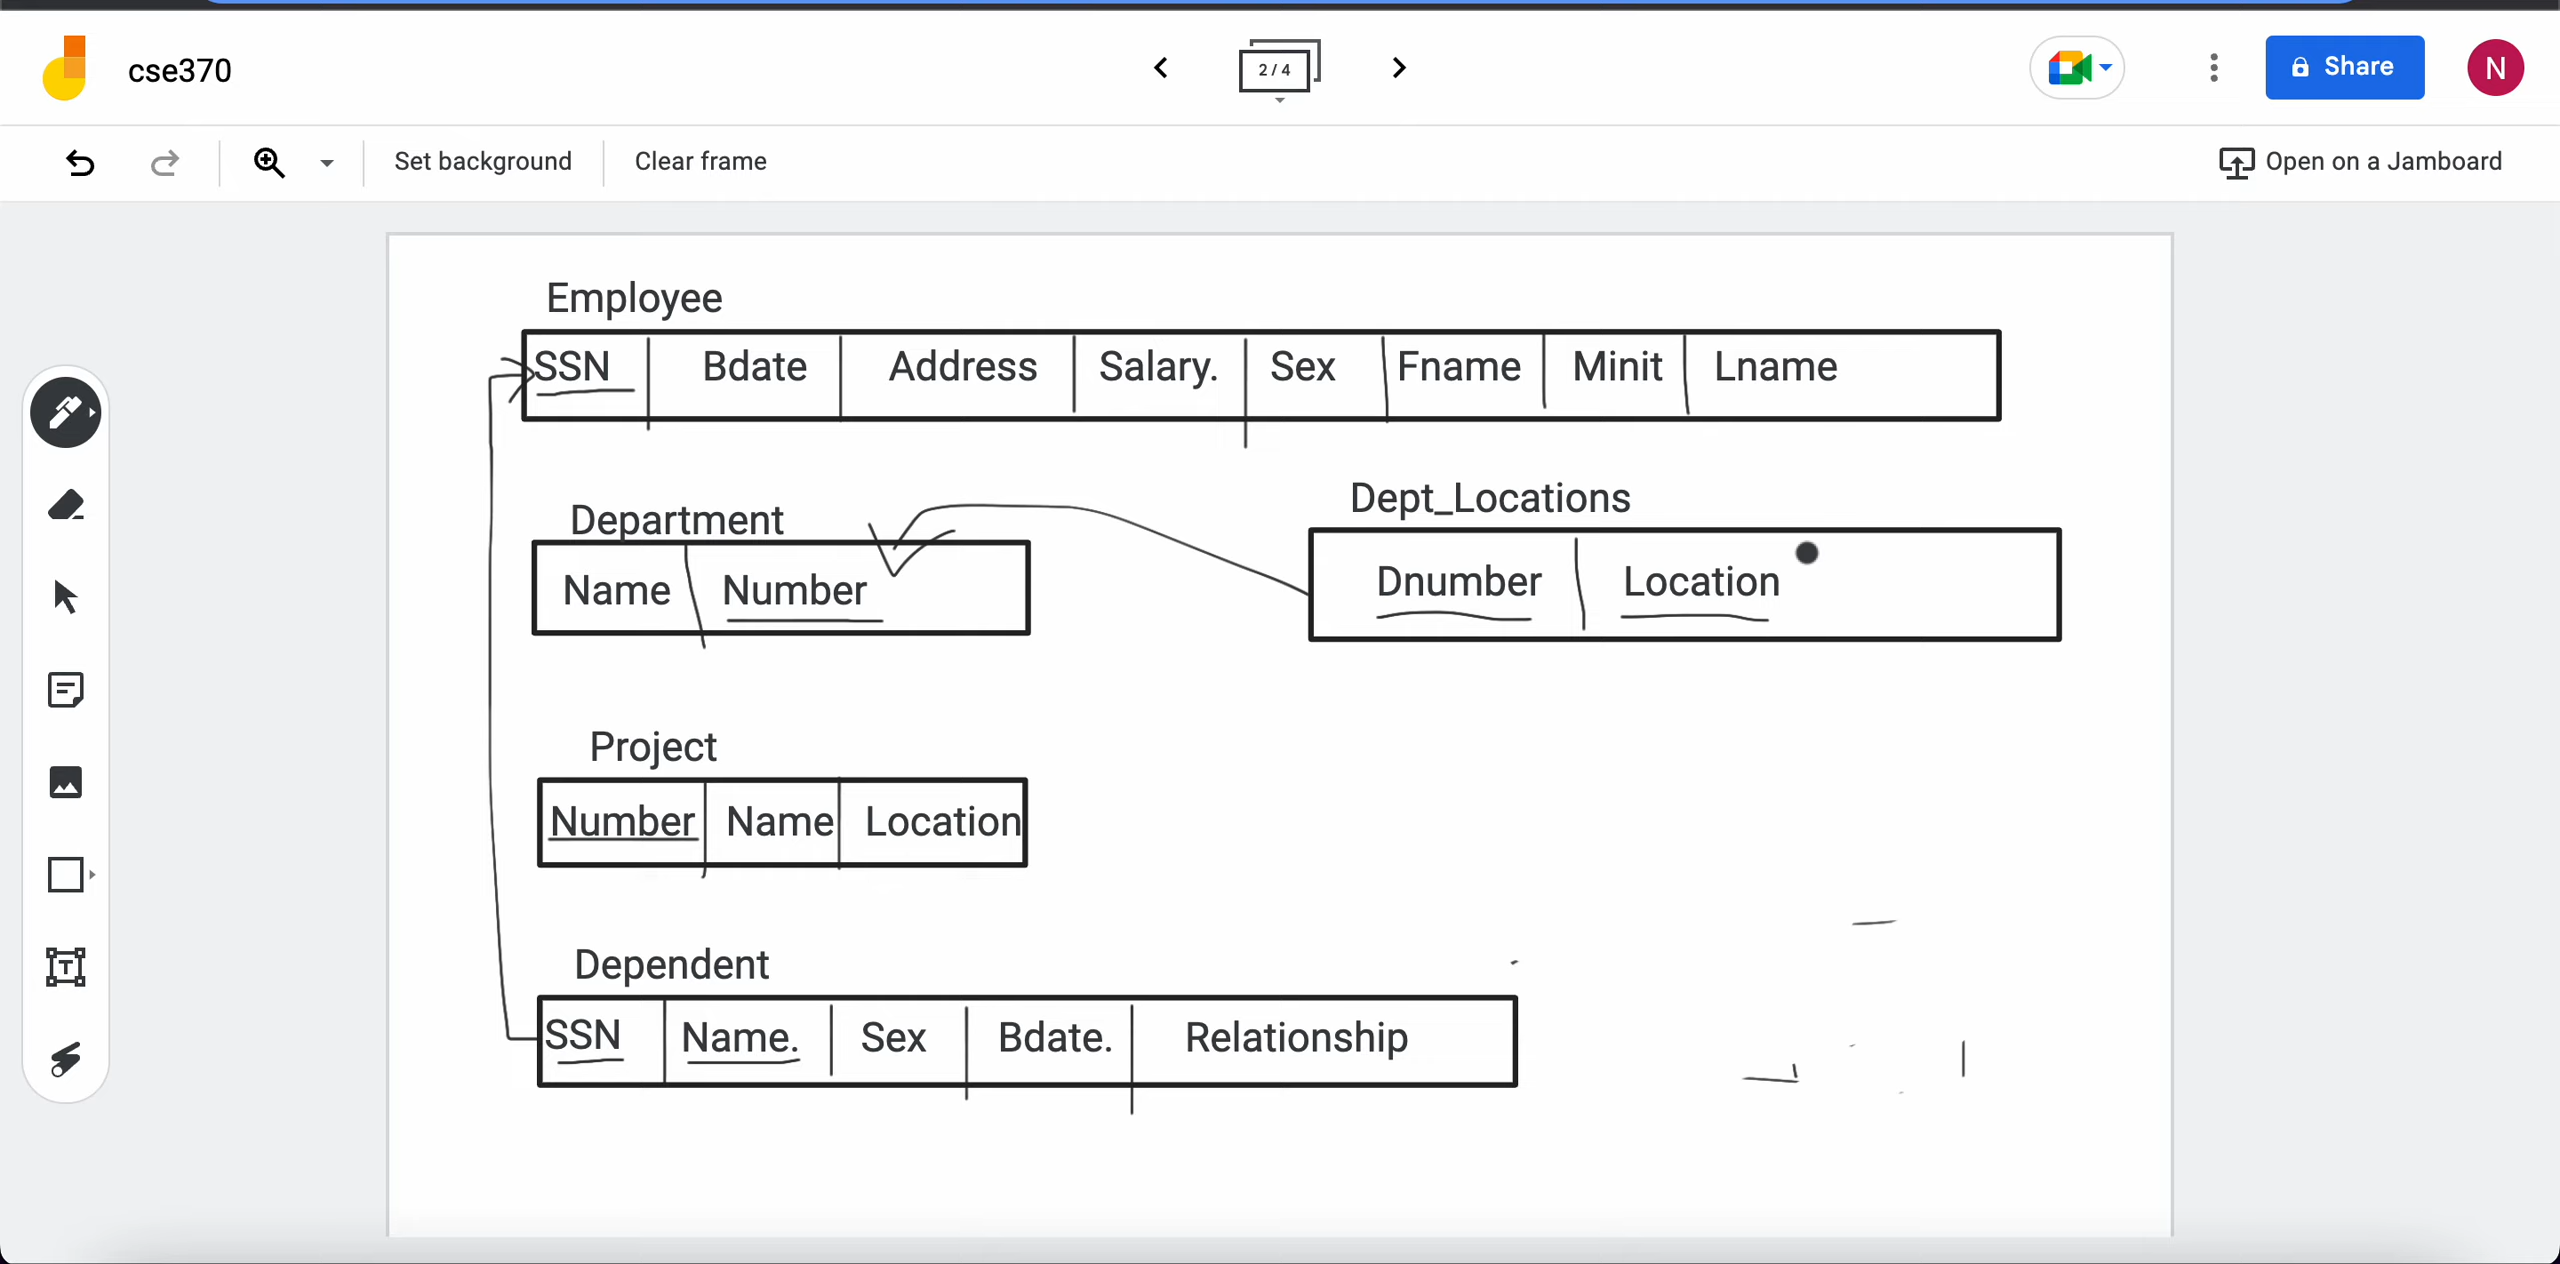 cse370
2 / 4
Share
N
Set background
Clear frame
Open on a Jamboard
Employee
SSN Bdate Address Salary. Sex Fname Minit Lname
Department
Name Number
Dept_Locations
Dnumber Location
Project
Number Name Location
Dependent
SSN Name. Sex Bdate. Relationship